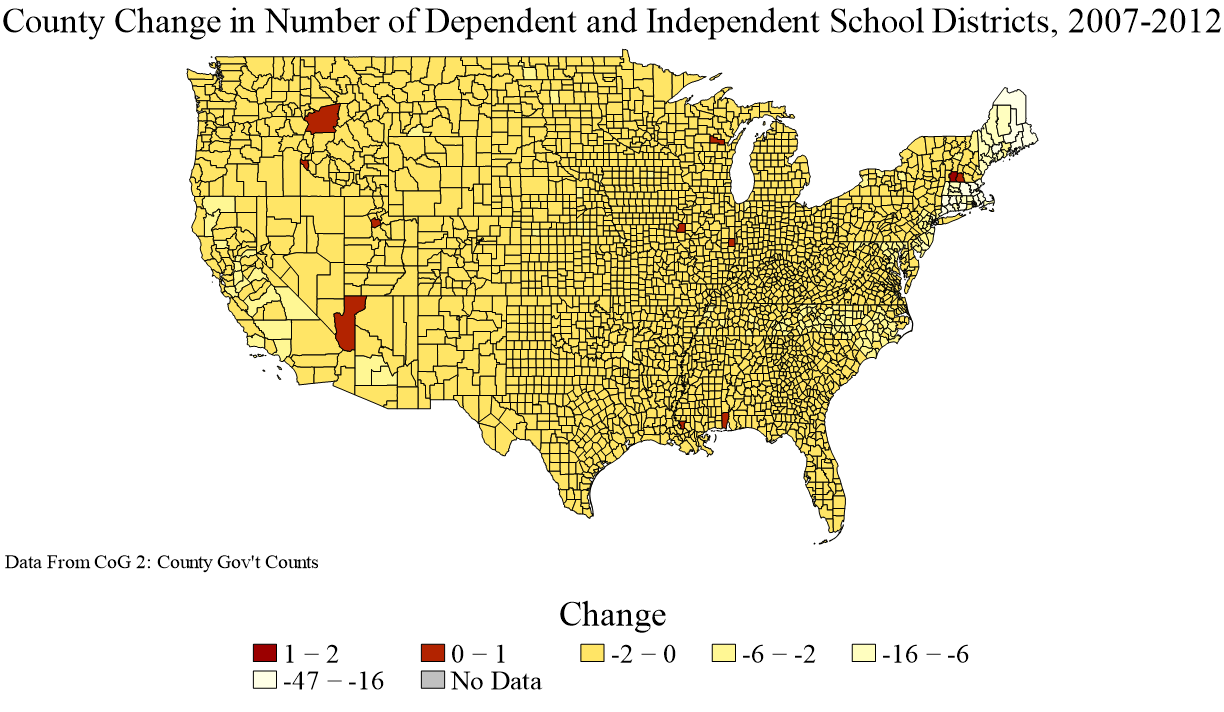 County Change in Number of Dependent and Independent School Districts, 2007-2012
Data From CoG 2: County Gov't Counts
Change
1 − 2
0 − 1
-2 − 0
-6 − -2
-16 − -6
-47 − -16
No Data